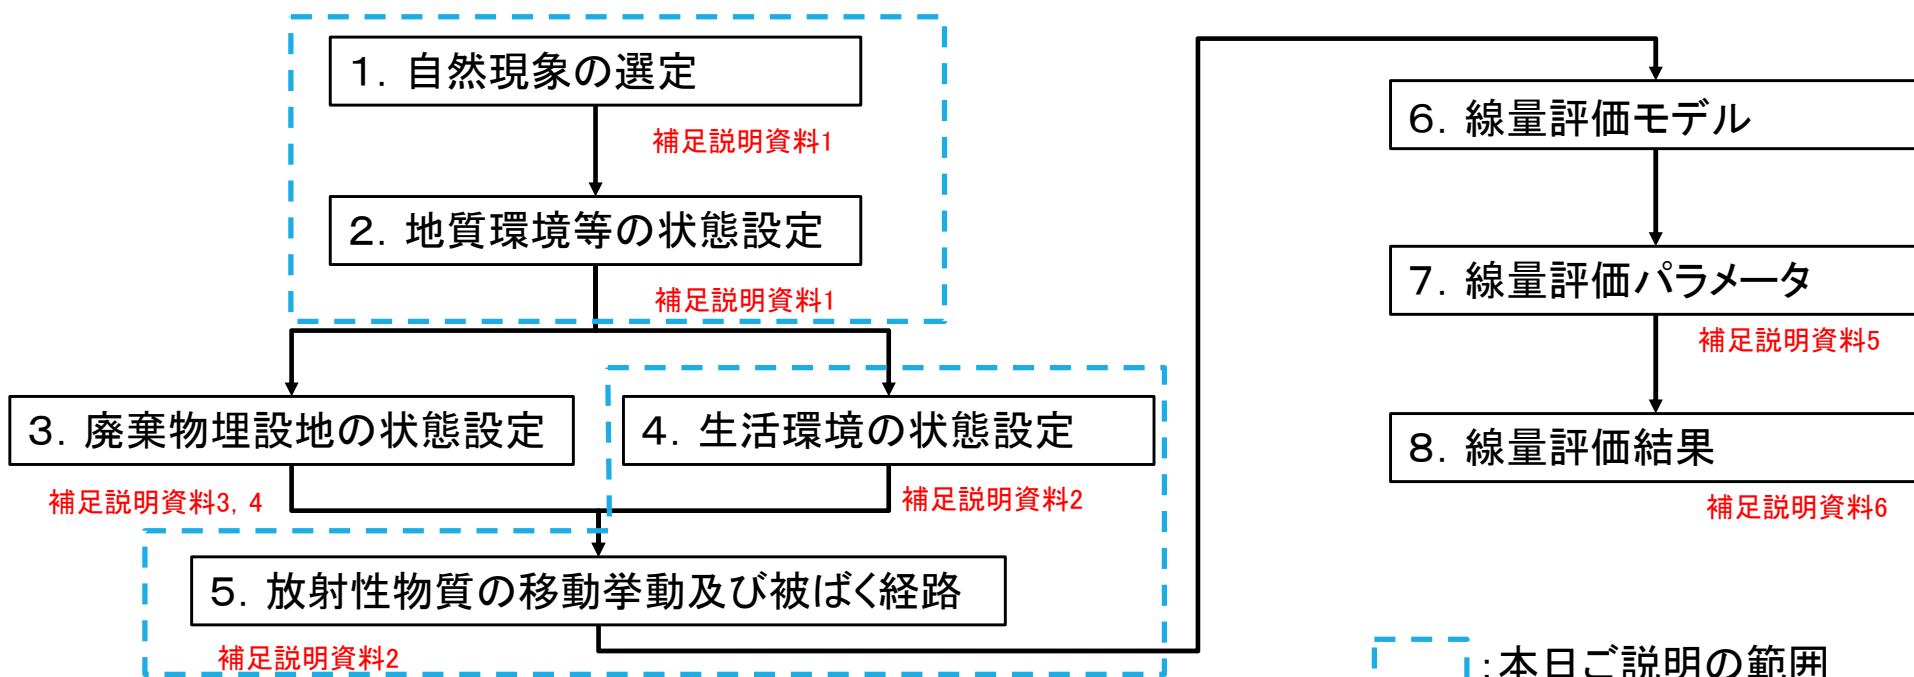 1. 自然現象の選定
補足説明資料1
2. 地質環境等の状態設定
補足説明資料1
3. 廃棄物埋設地の状態設定
補足説明資料3, 4
4. 生活環境の状態設定
補足説明資料2
5. 放射性物質の移動挙動及び被ばく経路
補足説明資料2
6. 線量評価モデル
7. 線量評価パラメータ
補足説明資料5
8. 線量評価結果
補足説明資料6
:本日ご説明の範囲